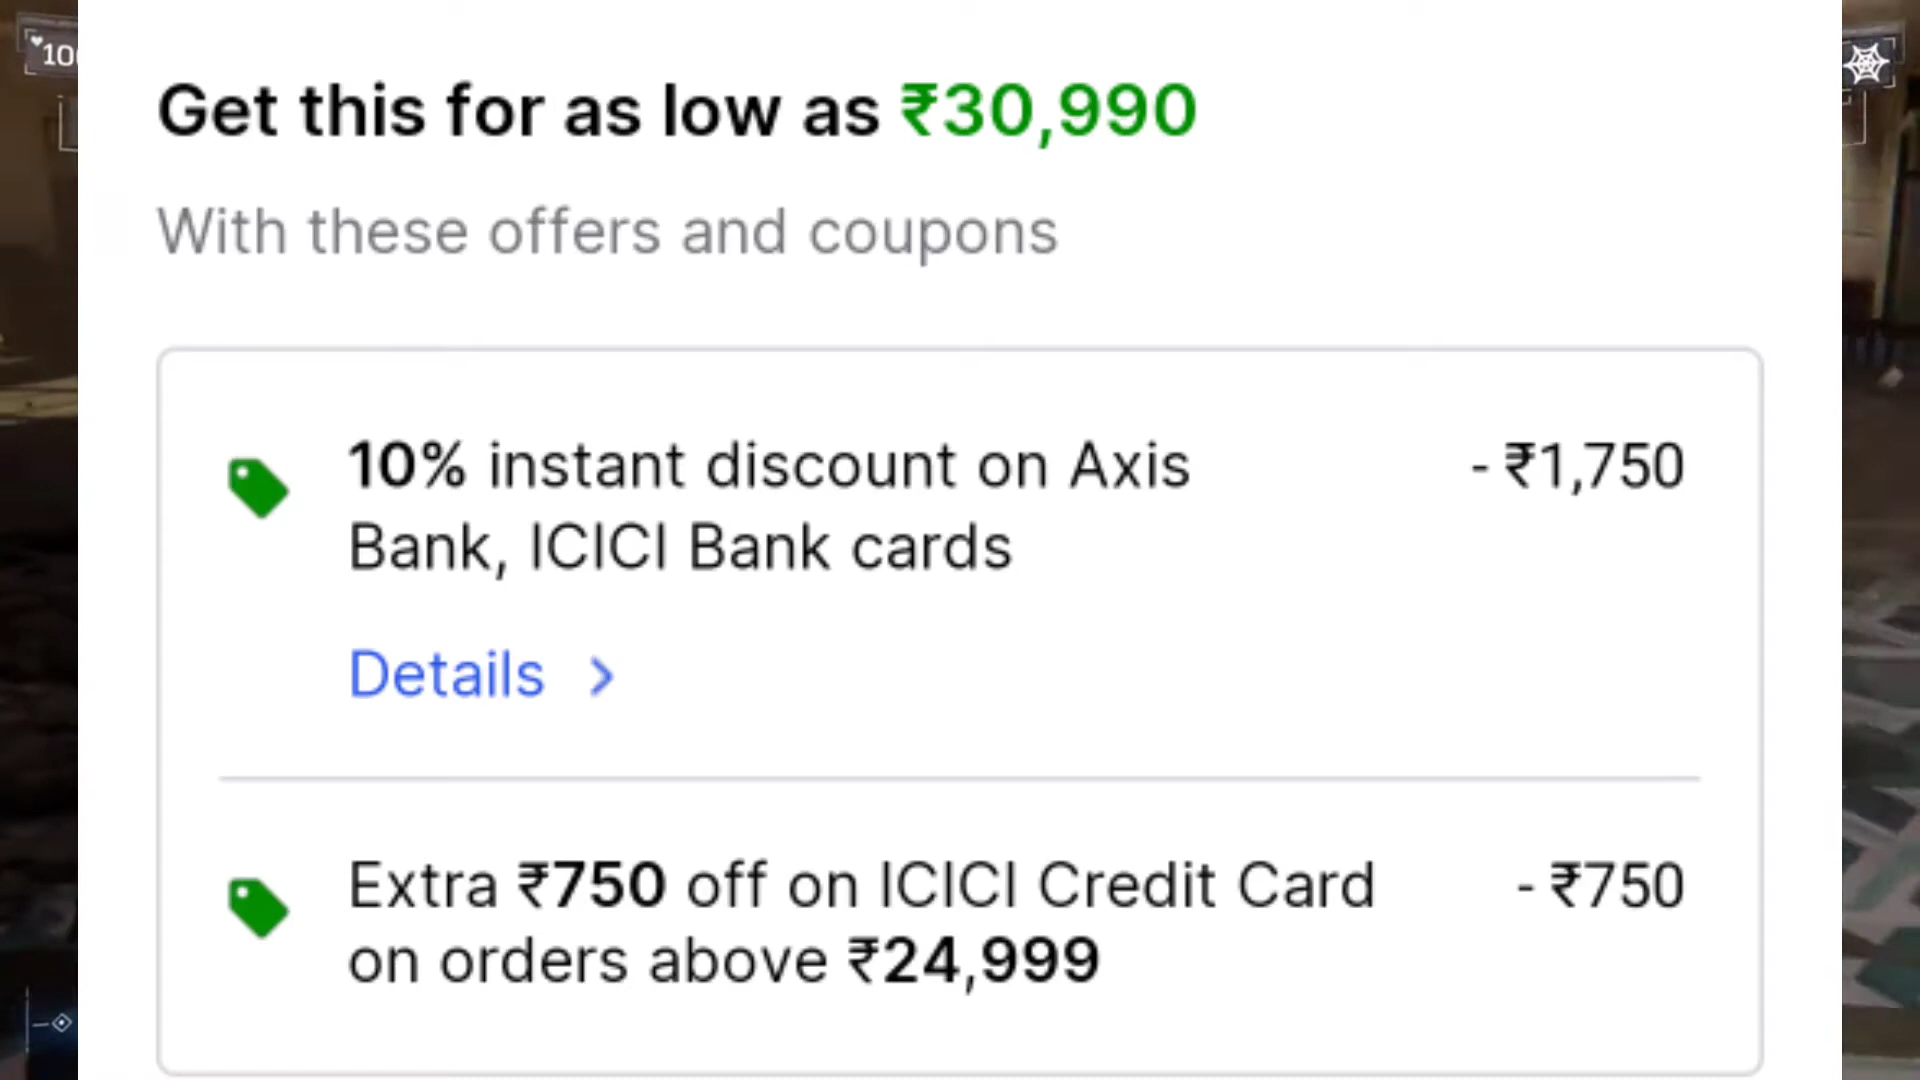 Get this for as low as ₹30,990
With these offers and coupons
10% instant discount on Axis
- ₹1,750
Bank, ICICI Bank cards
Details >
Extra ₹750 off on ICICI Credit Card
- ₹750
on orders above ₹24,999